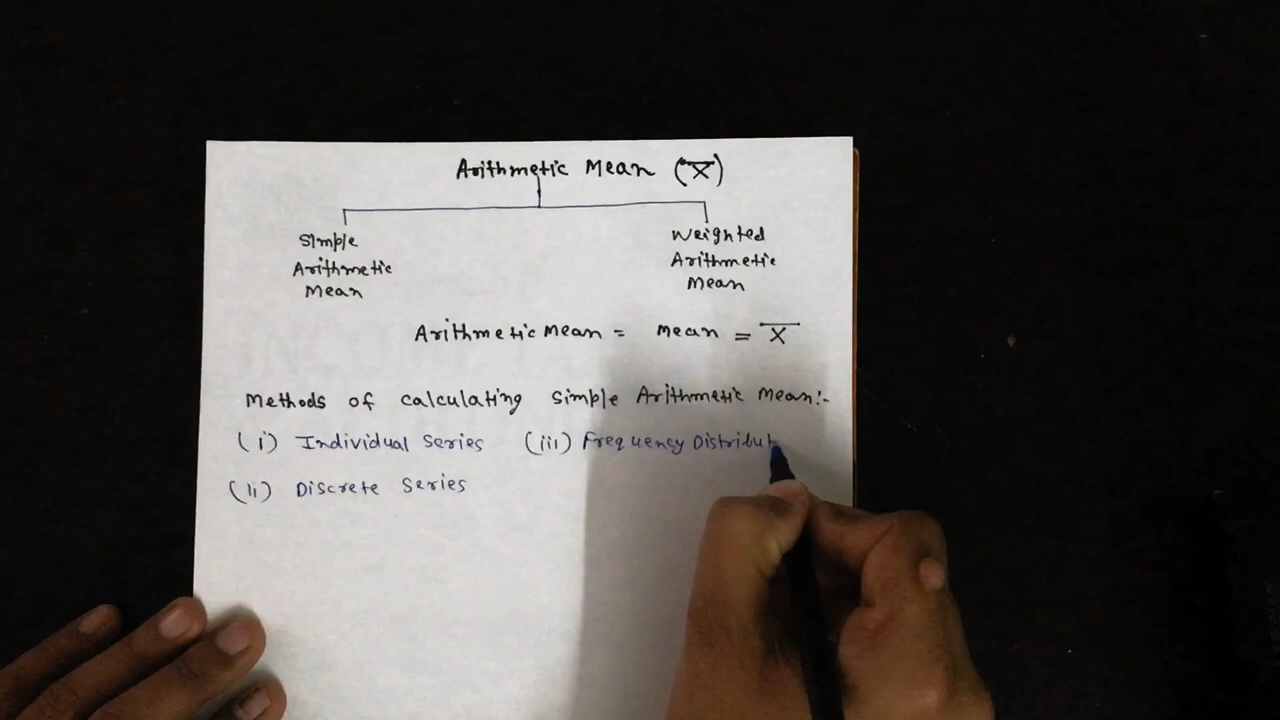 Arithmetic Mean (X̅)
Simple
Arithmetic
Mean
Weighted
Arithmetic
Mean
Arithmetic Mean = Mean = X̅
Methods of calculating Simple Arithmetic Mean:-
(i) Individual Series (iii) Frequency Distribut
(ii) Discrete Series